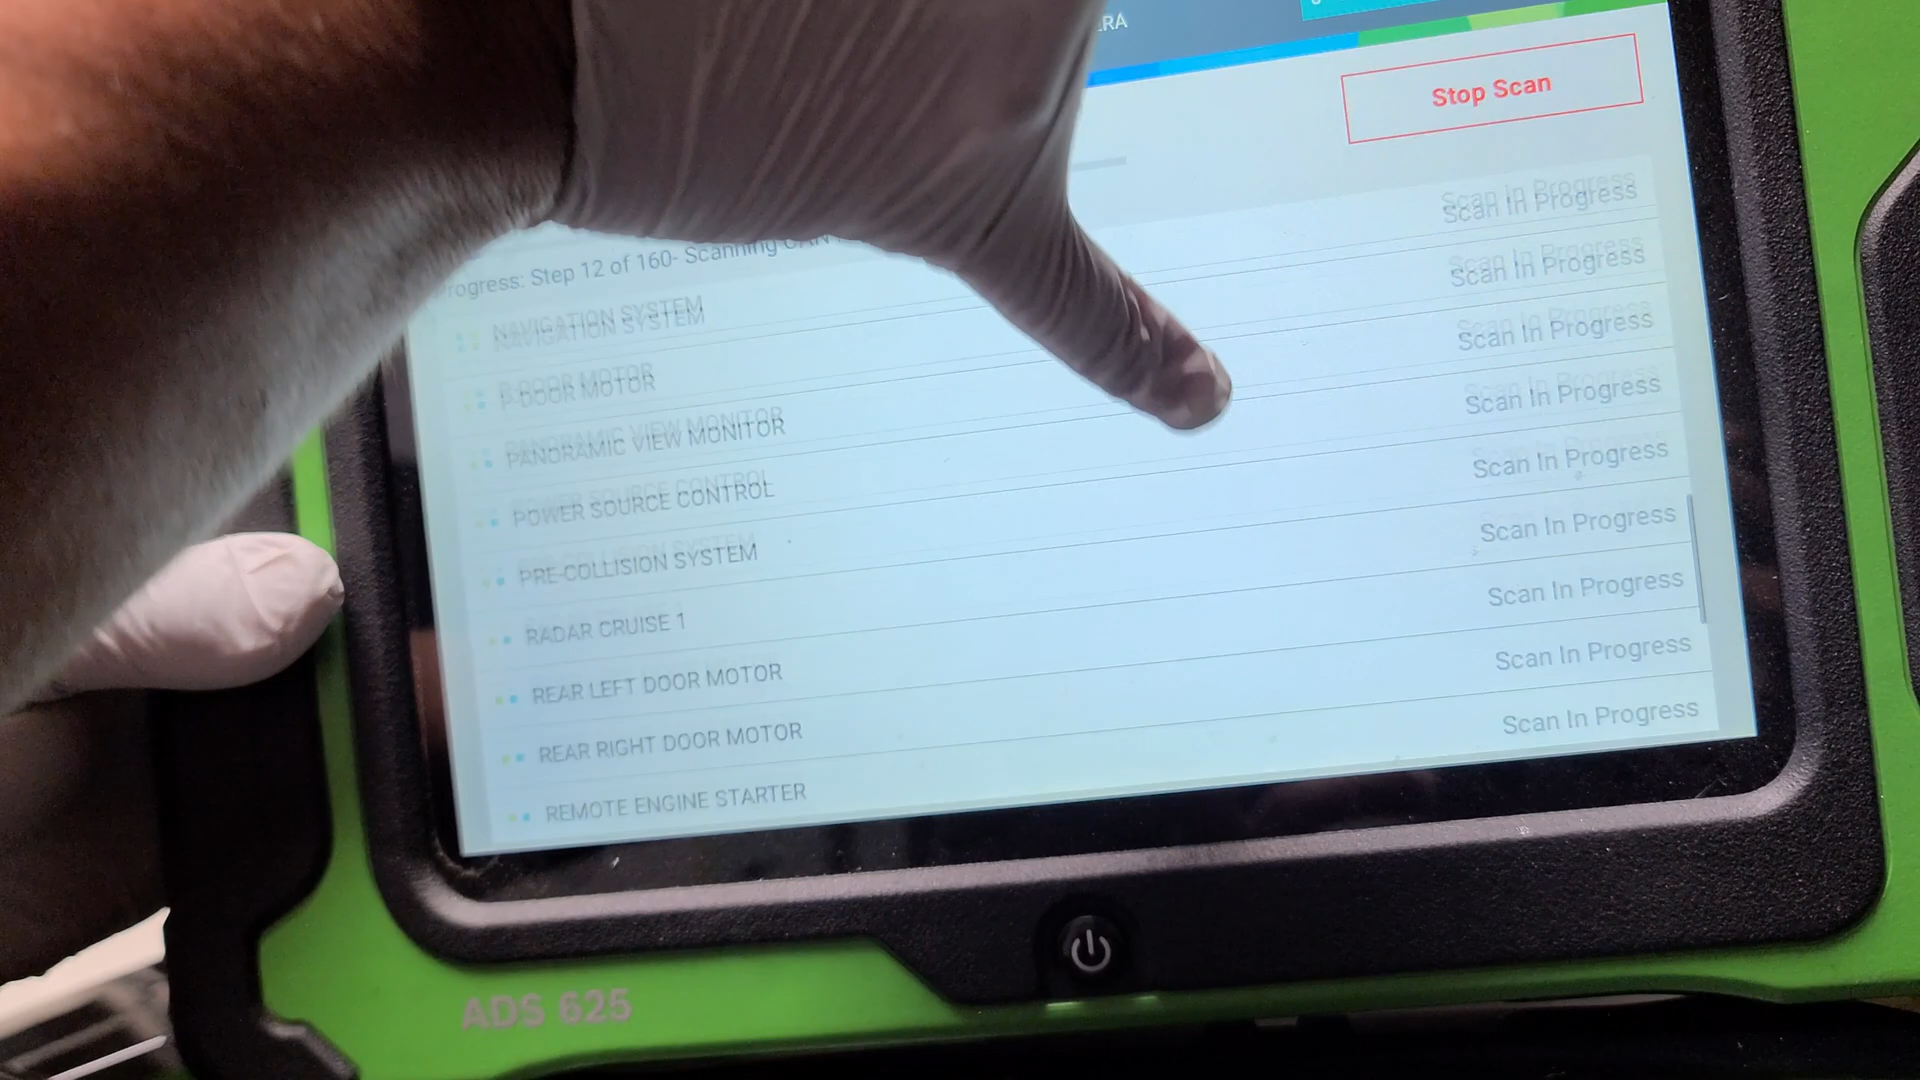 Stop Scan
Progress: Step 12 of 160- Scanning CAN
NAVIGATION SYSTEM Scan In Progress
P-DOOR MOTOR Scan In Progress
PANORAMIC VIEW MONITOR Scan In Progress
POWER SOURCE CONTROL Scan In Progress
PRE-COLLISION SYSTEM Scan In Progress
RADAR CRUISE 1 Scan In Progress
REAR LEFT DOOR MOTOR Scan In Progress
REAR RIGHT DOOR MOTOR Scan In Progress
REMOTE ENGINE STARTER Scan In Progress
ADS 625